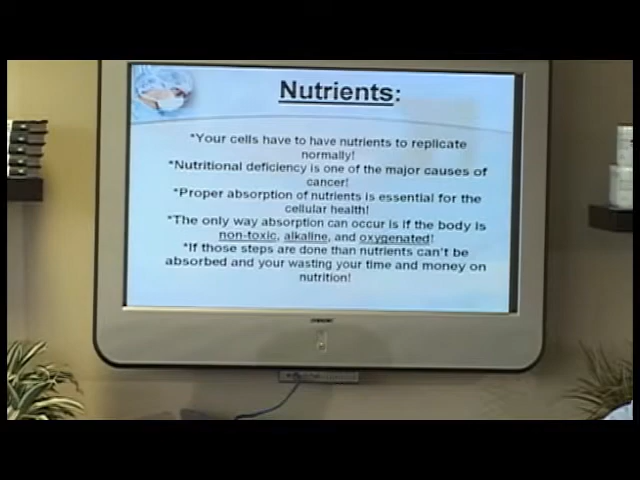 Nutrients:
*Your cells have to have nutrients to replicate
normally!
*Nutritional deficiency is one of the major causes of
cancer!
*Proper absorption of nutrients is essential for the
cellular health!
*The only way absorption can occur is if the body is
non-toxic, alkaline, and oxygenated!
*If those steps are done than nutrients can't be
absorbed and your wasting your time and money on
nutrition!